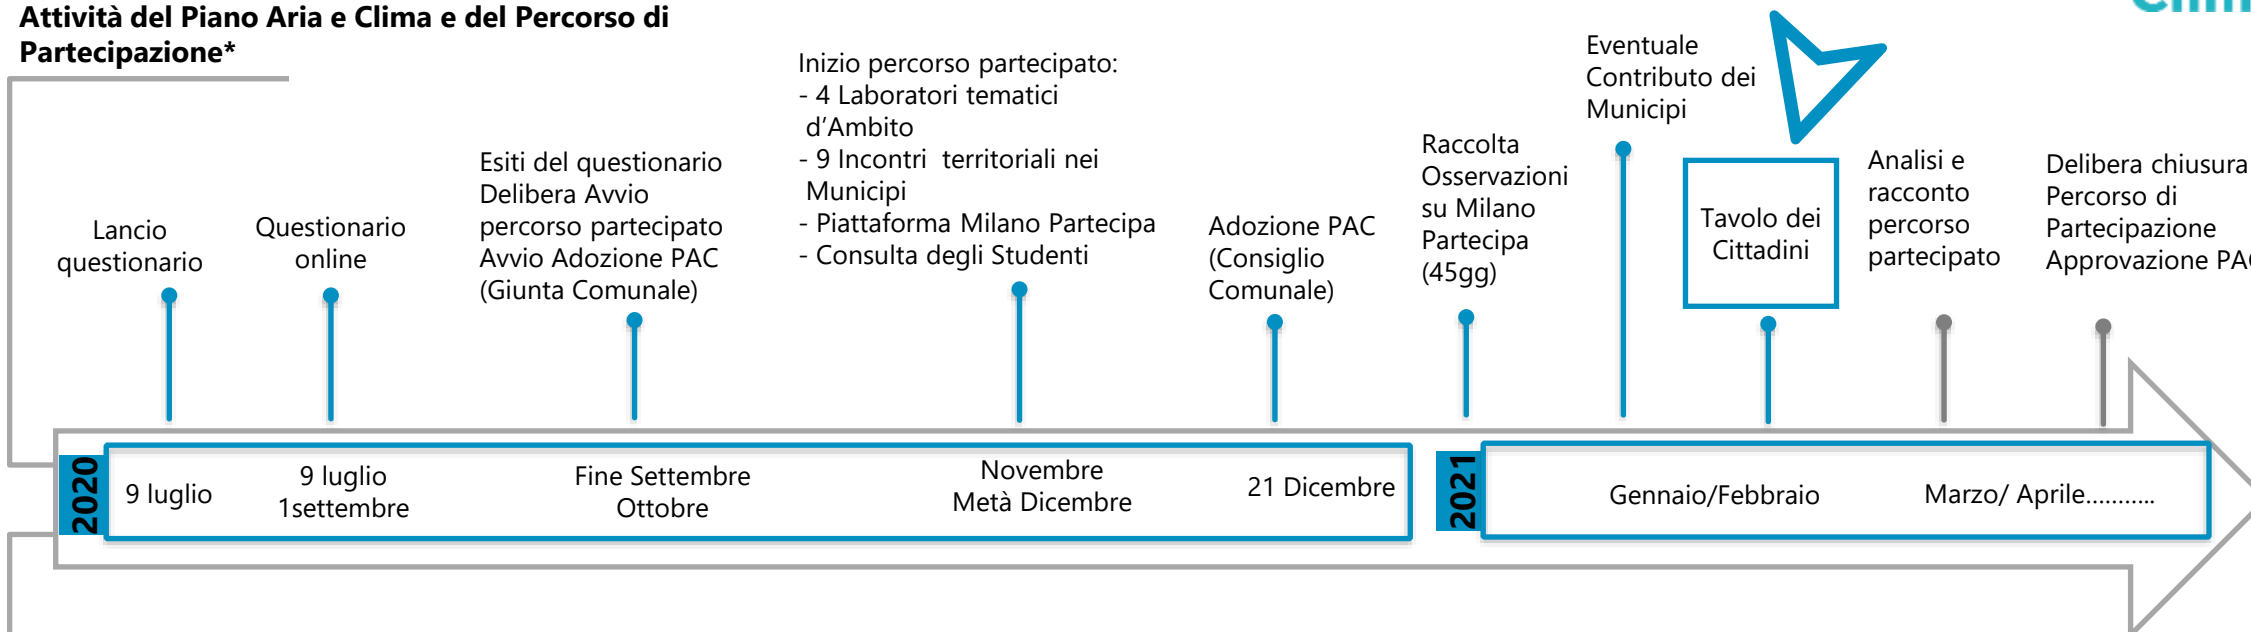 Attività del Piano Aria e Clima e del Percorso di
Partecipazione*
Lancio
questionario
Questionario
online
Esiti del questionario
Delibera Avvio
percorso partecipato
Avvio Adozione PAC
(Giunta Comunale)
Inizio percorso partecipato:
- 4 Laboratori tematici
d’Ambito
- 9 Incontri territoriali nei
Municipi
- Piattaforma Milano Partecipa
- Consulta degli Studenti
Adozione PAC
(Consiglio
Comunale)
Raccolta
Osservazioni
su Milano
Partecipa
(45gg)
Eventuale
Contributo dei
Municipi
Tavolo dei
Cittadini
Analisi e
racconto
percorso
partecipato
Delibera chiusura
Percorso di
Partecipazione
Approvazione PAC
2020
9 luglio
9 luglio
1settembre
Fine Settembre
Ottobre
Novembre
Metà Dicembre
21 Dicembre
2021
Gennaio/Febbraio
Marzo/ Aprile...........